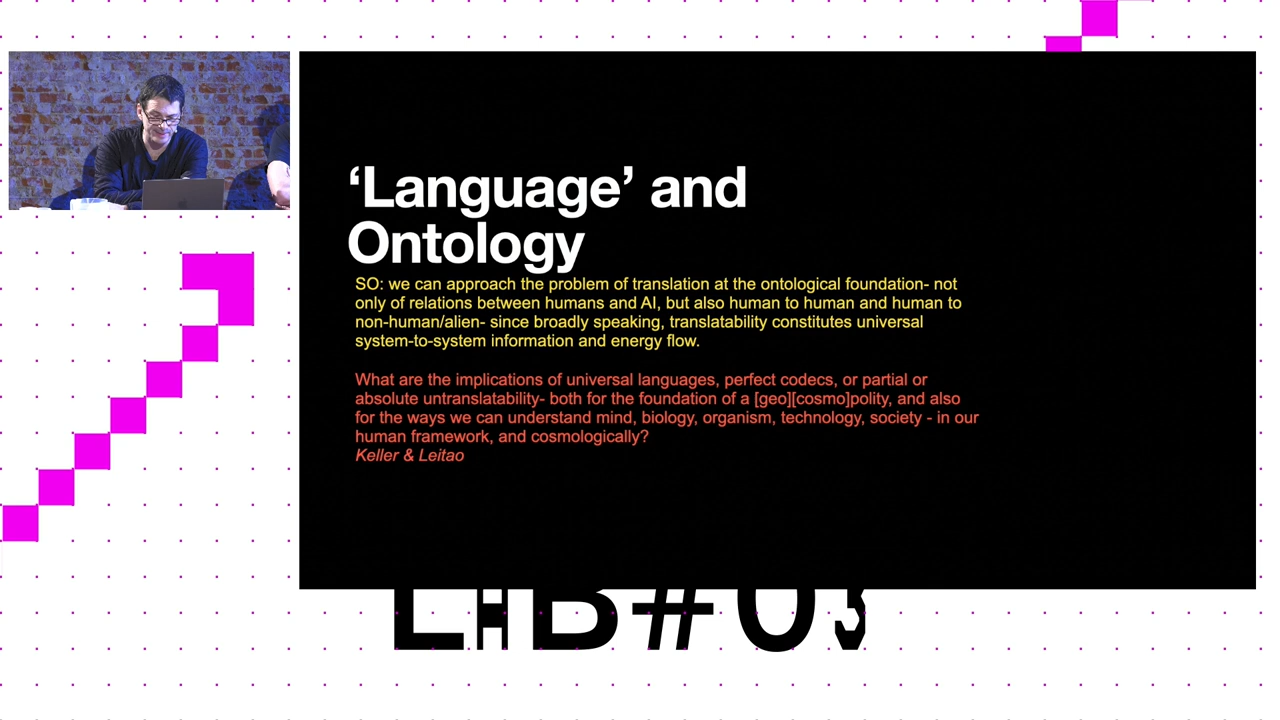 ‘Language’ and
Ontology
SO: we can approach the problem of translation at the ontological foundation- not
only of relations between humans and AI, but also human to human and human to
non-human/alien- since broadly speaking, translatability constitutes universal
system-to-system information and energy flow.
What are the implications of universal languages, perfect codecs, or partial or
absolute untranslatability- both for the foundation of a [geo][cosmo]polity, and also
for the ways we can understand mind, biology, organism, technology, society - in our
human framework, and cosmologically?
Keller & Leitao